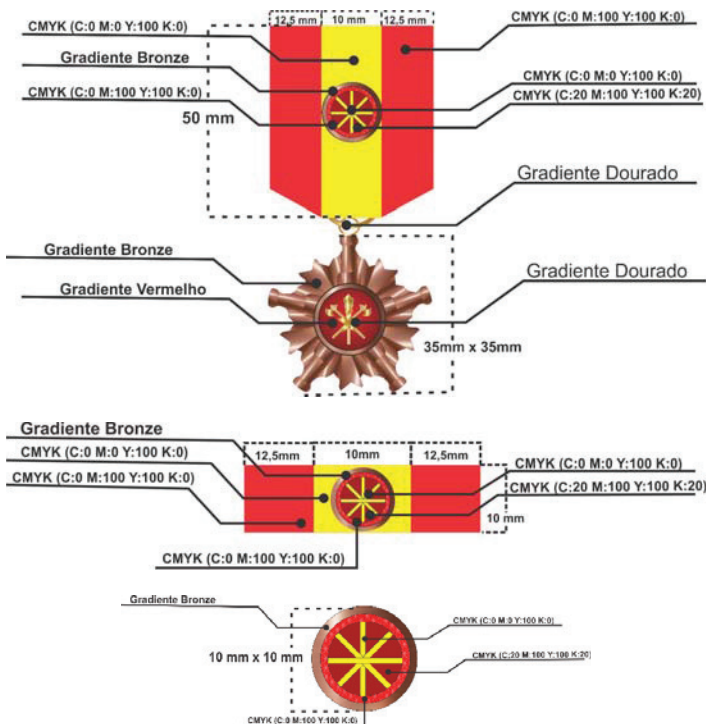 12,5 mm 10 mm 12,5 mm
CMYK (C:0 M:0 Y:100 K:0)
CMYK (C:0 M:100 Y:100 K:0)
Gradiente Bronze
CMYK (C:0 M:0 Y:100 K:0)
CMYK (C:0 M:100 Y:100 K:0)
CMYK (C:20 M:100 Y:100 K:20)
50 mm
Gradiente Dourado
Gradiente Bronze
Gradiente Dourado
Gradiente Vermelho
35mm x 35mm
Gradiente Bronze
12,5mm 10mm 12,5mm
CMYK (C:0 M:0 Y:100 K:0)
CMYK (C:0 M:0 Y:100 K:0)
CMYK (C:0 M:100 Y:100 K:0)
CMYK (C:20 M:100 Y:100 K:20)
10 mm
CMYK (C:0 M:100 Y:100 K:0)
Gradiente Bronze
CMYK (C:0 M:0 Y:100 K:0)
10 mm x 10 mm
CMYK (C:20 M:100 Y:100 K:20)
CMYK (C:0 M:100 Y:100 K:0)